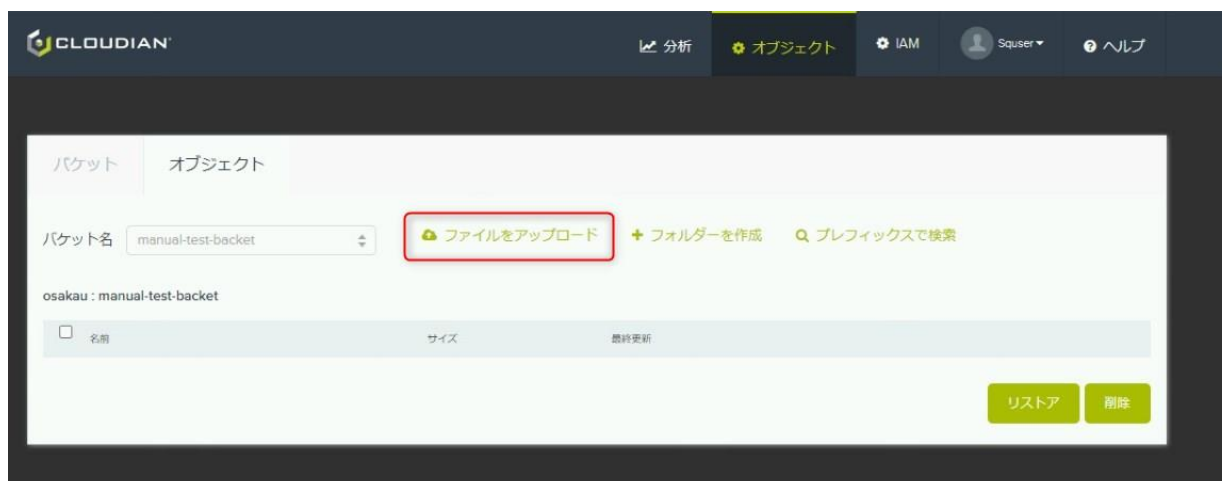 CLOUDIAN
分析
オブジェクト
IAM
Squser
ヘルプ
バケット
オブジェクト
バケット名
manual-test-backet
ファイルをアップロード
フォルダーを作成
プレフィックスで検索
osakau : manual-test-backet
名前
サイズ
最終更新
リストア
削除